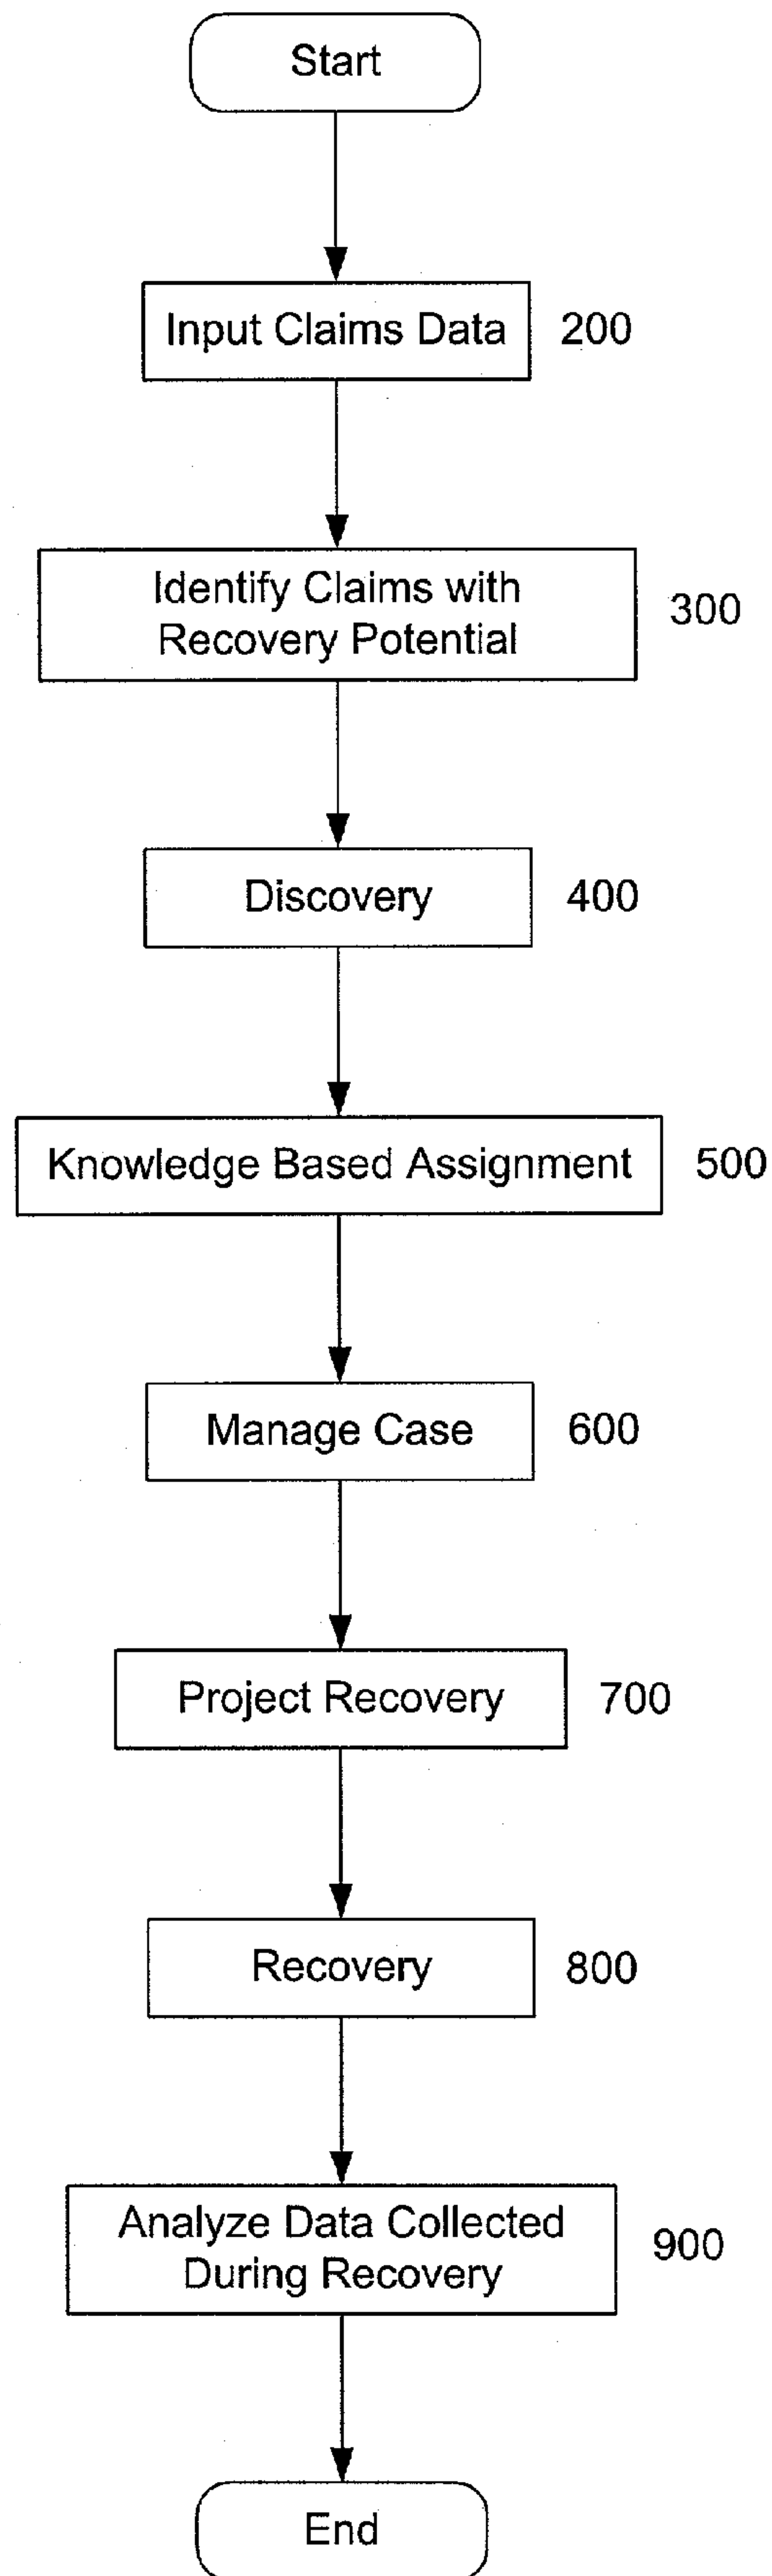 Start
Input Claims Data 200
Identify Claims with
Recovery Potential 300
Discovery 400
Knowledge Based Assignment 500
Manage Case 600
Project Recovery 700
Recovery 800
Analyze Data Collected
During Recovery 900
End